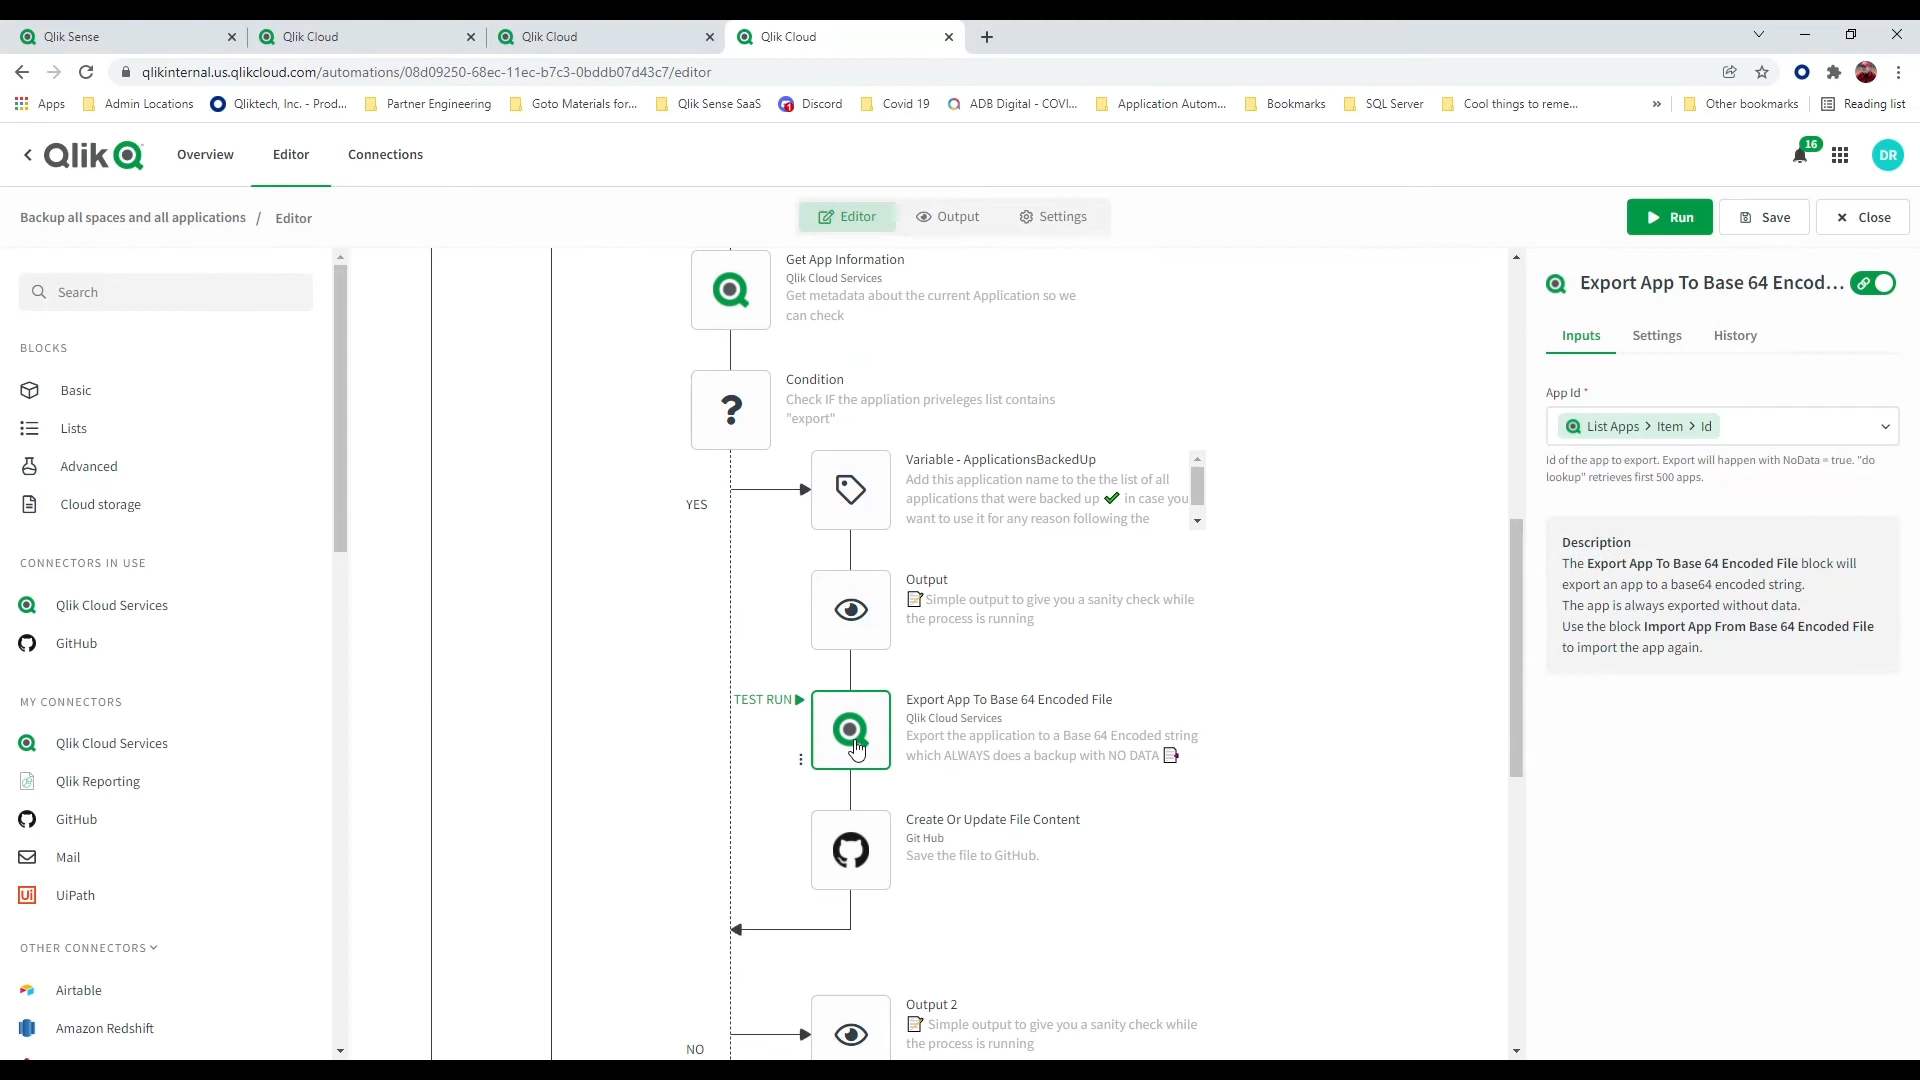 Qlik Sense
Qlik Cloud
Qlik Cloud
Qlik Cloud
qlikinternal.us.qlikcloud.com/automations/08d09250-68ec-11ec-b7c3-0bddb07d43c7/editor
Apps
Admin Locations
Qliktech, Inc. - Prod...
Partner Engineering
Goto Materials for...
Qlik Sense SaaS
Discord
Covid 19
ADB Digital - COVI...
Application Autom...
Bookmarks
SQL Server
Cool things to reme...
»
Other bookmarks
Reading list
Qlik
Overview
Editor
Connections
16
DR
Backup all spaces and all applications / Editor
Editor
Output
Settings
Run
Save
Close
Search
BLOCKS
Basic
Lists
Advanced
Cloud storage
CONNECTORS IN USE
Qlik Cloud Services
GitHub
MY CONNECTORS
Qlik Cloud Services
Qlik Reporting
GitHub
Mail
Ui
UiPath
OTHER CONNECTORS
Airtable
Amazon Redshift
Get App Information
Qlik Cloud Services
Get metadata about the current Application so we
can check
?
Condition
Check IF the appliation priveleges list contains
"export"
YES
Variable - ApplicationsBackedUp
Add this application name to the the list of all
applications that were backed up ✔ in case you
want to use it for any reason following the
Output
Simple output to give you a sanity check while
the process is running
TEST RUN
Export App To Base 64 Encoded File
Qlik Cloud Services
Export the application to a Base 64 Encoded string
which ALWAYS does a backup with NO DATA
Create Or Update File Content
Git Hub
Save the file to GitHub.
NO
Output 2
Simple output to give you a sanity check while
the process is running
Export App To Base 64 Encod...
Inputs
Settings
History
App Id *
List Apps > Item > Id
Id of the app to export. Export will happen with NoData = true. "do
lookup" retrieves first 500 apps.
Description
The Export App To Base 64 Encoded File block will
export an app to a base64 encoded string.
The app is always exported without data.
Use the block Import App From Base 64 Encoded File
to import the app again.